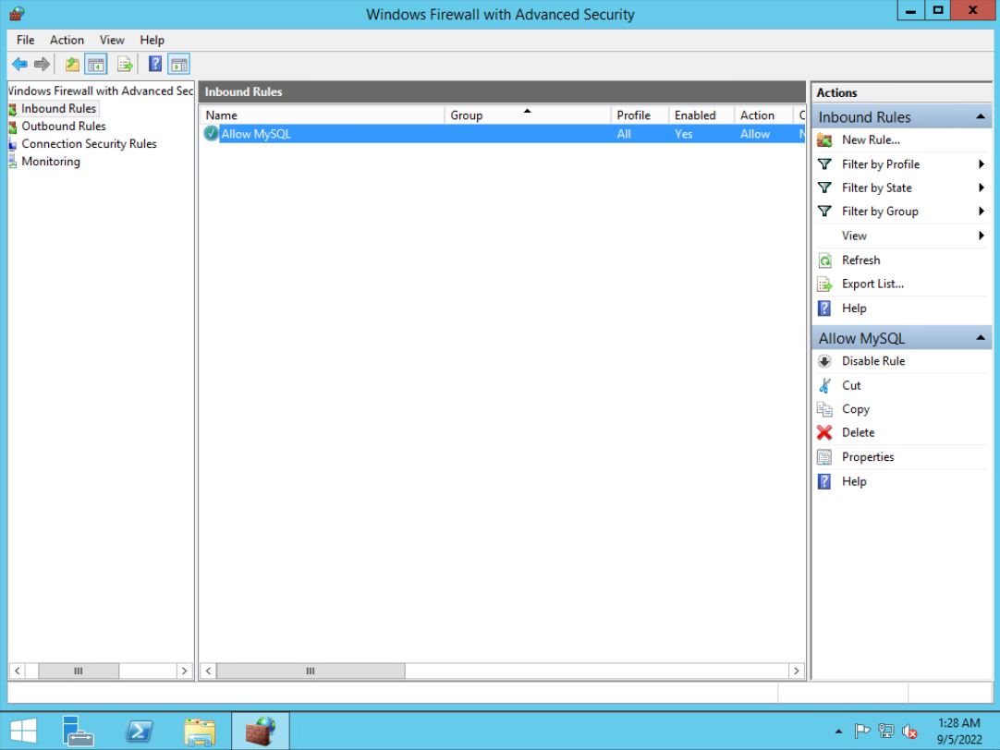 Windows Firewall with Advanced Security
File Action View Help
Windows Firewall with Advanced Sec
Inbound Rules
Outbound Rules
Connection Security Rules
Monitoring
Inbound Rules
Name Group Profile Enabled Action
Allow MySQL All Yes Allow
Actions
Inbound Rules
New Rule...
Filter by Profile
Filter by State
Filter by Group
View
Refresh
Export List...
Help
Allow MySQL
Disable Rule
Cut
Copy
Delete
Properties
Help
1:28 AM
9/5/2022